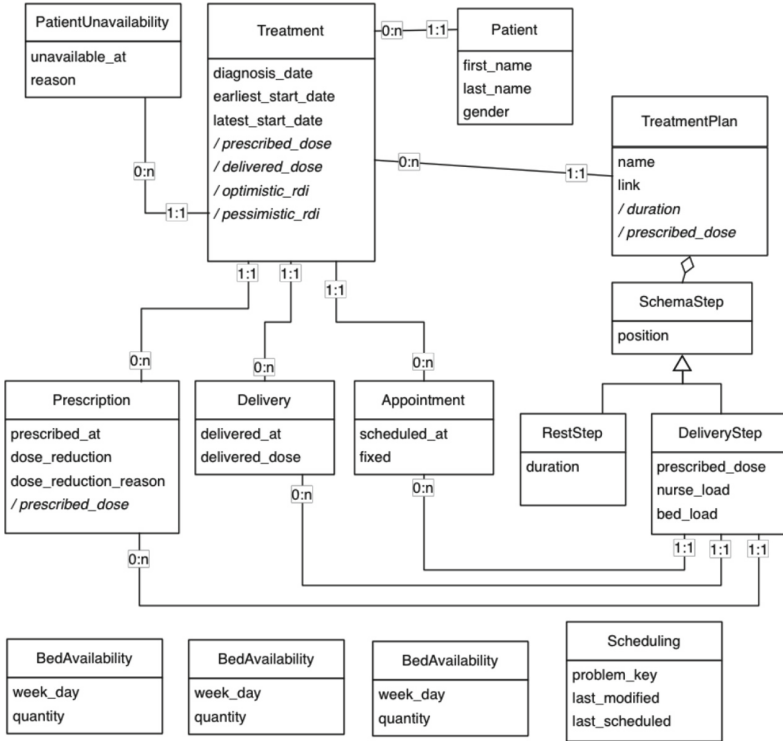 PatientUnavailability
unavailable_at
reason
Treatment
diagnosis_date
earliest_start_date
latest_start_date
/ prescribed_dose
/ delivered_dose
/ optimistic_rdi
/ pessimistic_rdi
0:n
1:1
Patient
first_name
last_name
gender
0:n
1:1
TreatmentPlan
name
link
/ duration
/ prescribed_dose
0:n
1:1
1:1
1:1
1:1
SchemaStep
position
0:n
0:n
0:n
Prescription
prescribed_at
dose_reduction
dose_reduction_reason
/ prescribed_dose
Delivery
delivered_at
delivered_dose
Appointment
scheduled_at
fixed
RestStep
duration
DeliveryStep
prescribed_dose
nurse_load
bed_load
0:n
0:n
0:n
1:1
1:1
1:1
BedAvailability
week_day
quantity
BedAvailability
week_day
quantity
BedAvailability
week_day
quantity
Scheduling
problem_key
last_modified
last_scheduled